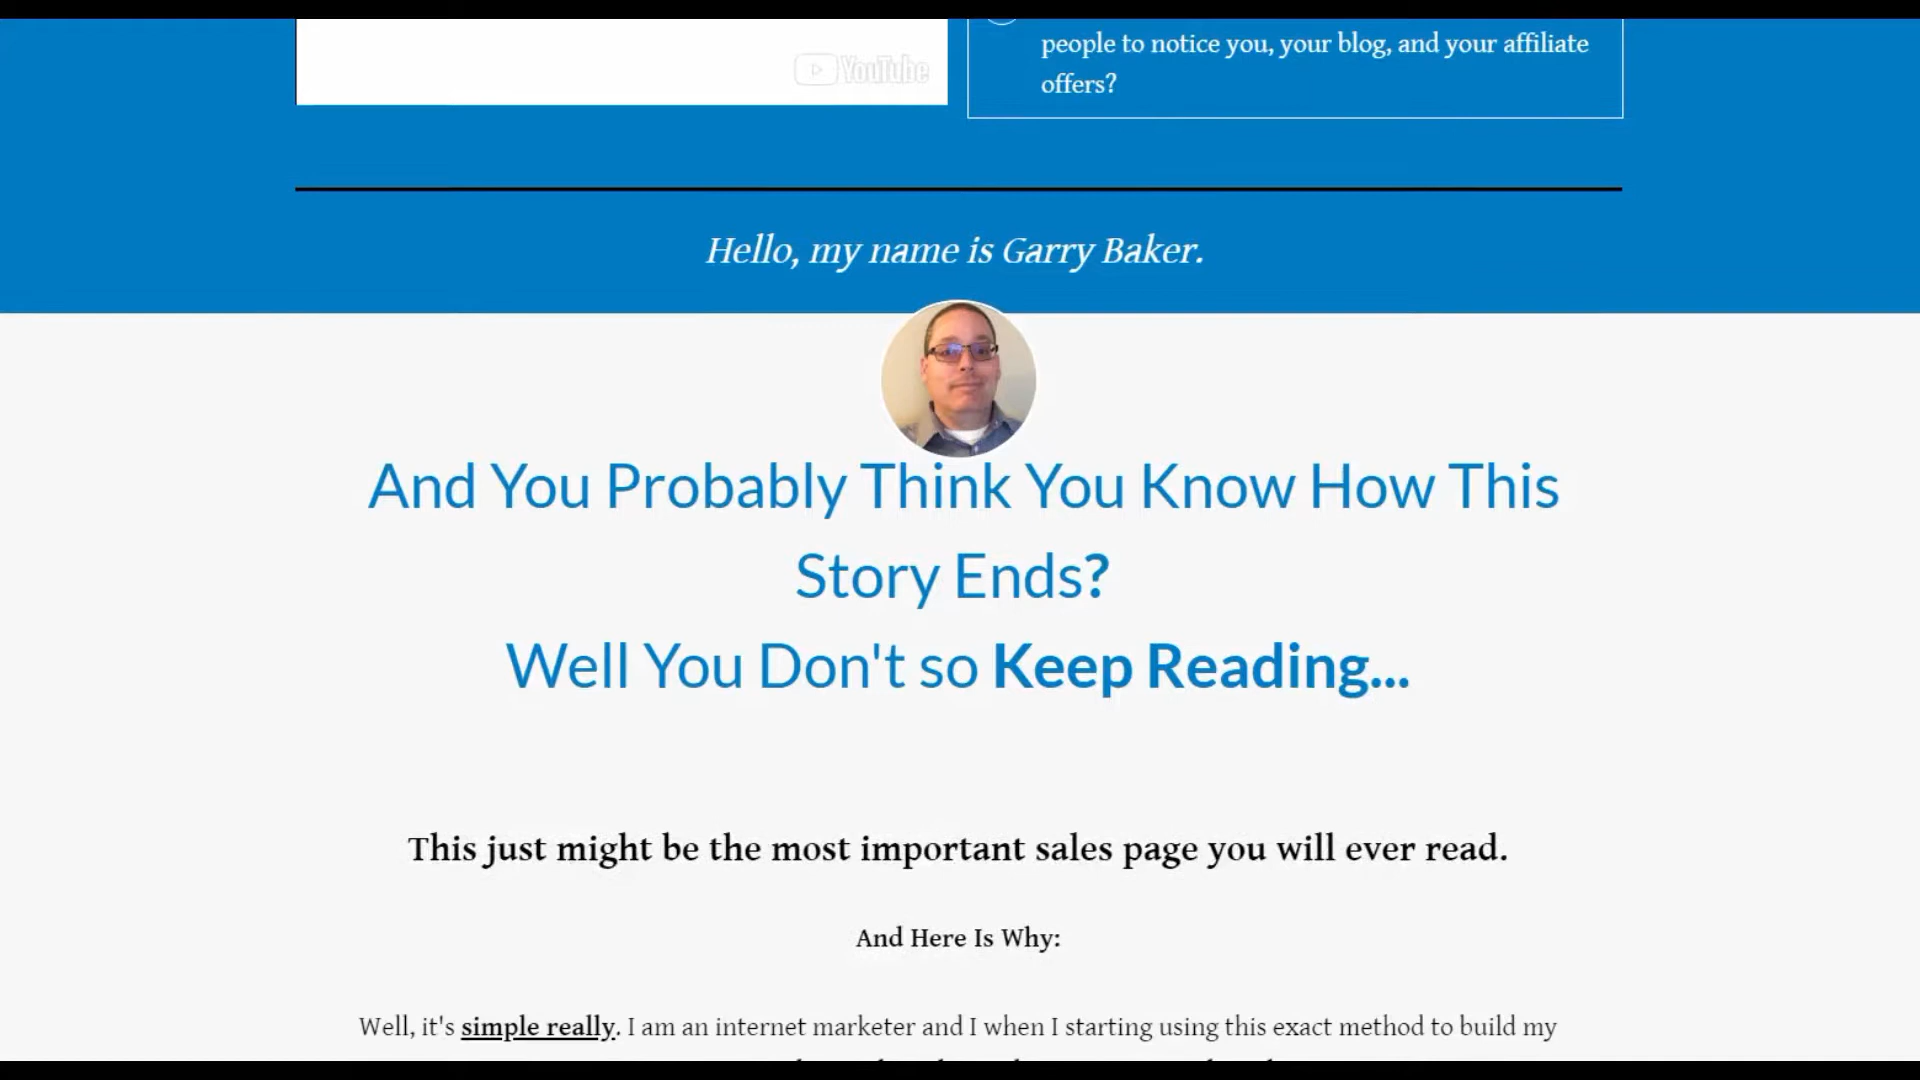 people to notice you, your blog, and your affiliate
offers?
YouTube
Hello, my name is Garry Baker.
And You Probably Think You Know How This
Story Ends?
Well You Don't so Keep Reading...
This just might be the most important sales page you will ever read.
And Here Is Why:
Well, it's simple really. I am an internet marketer and I when I starting using this exact method to build my